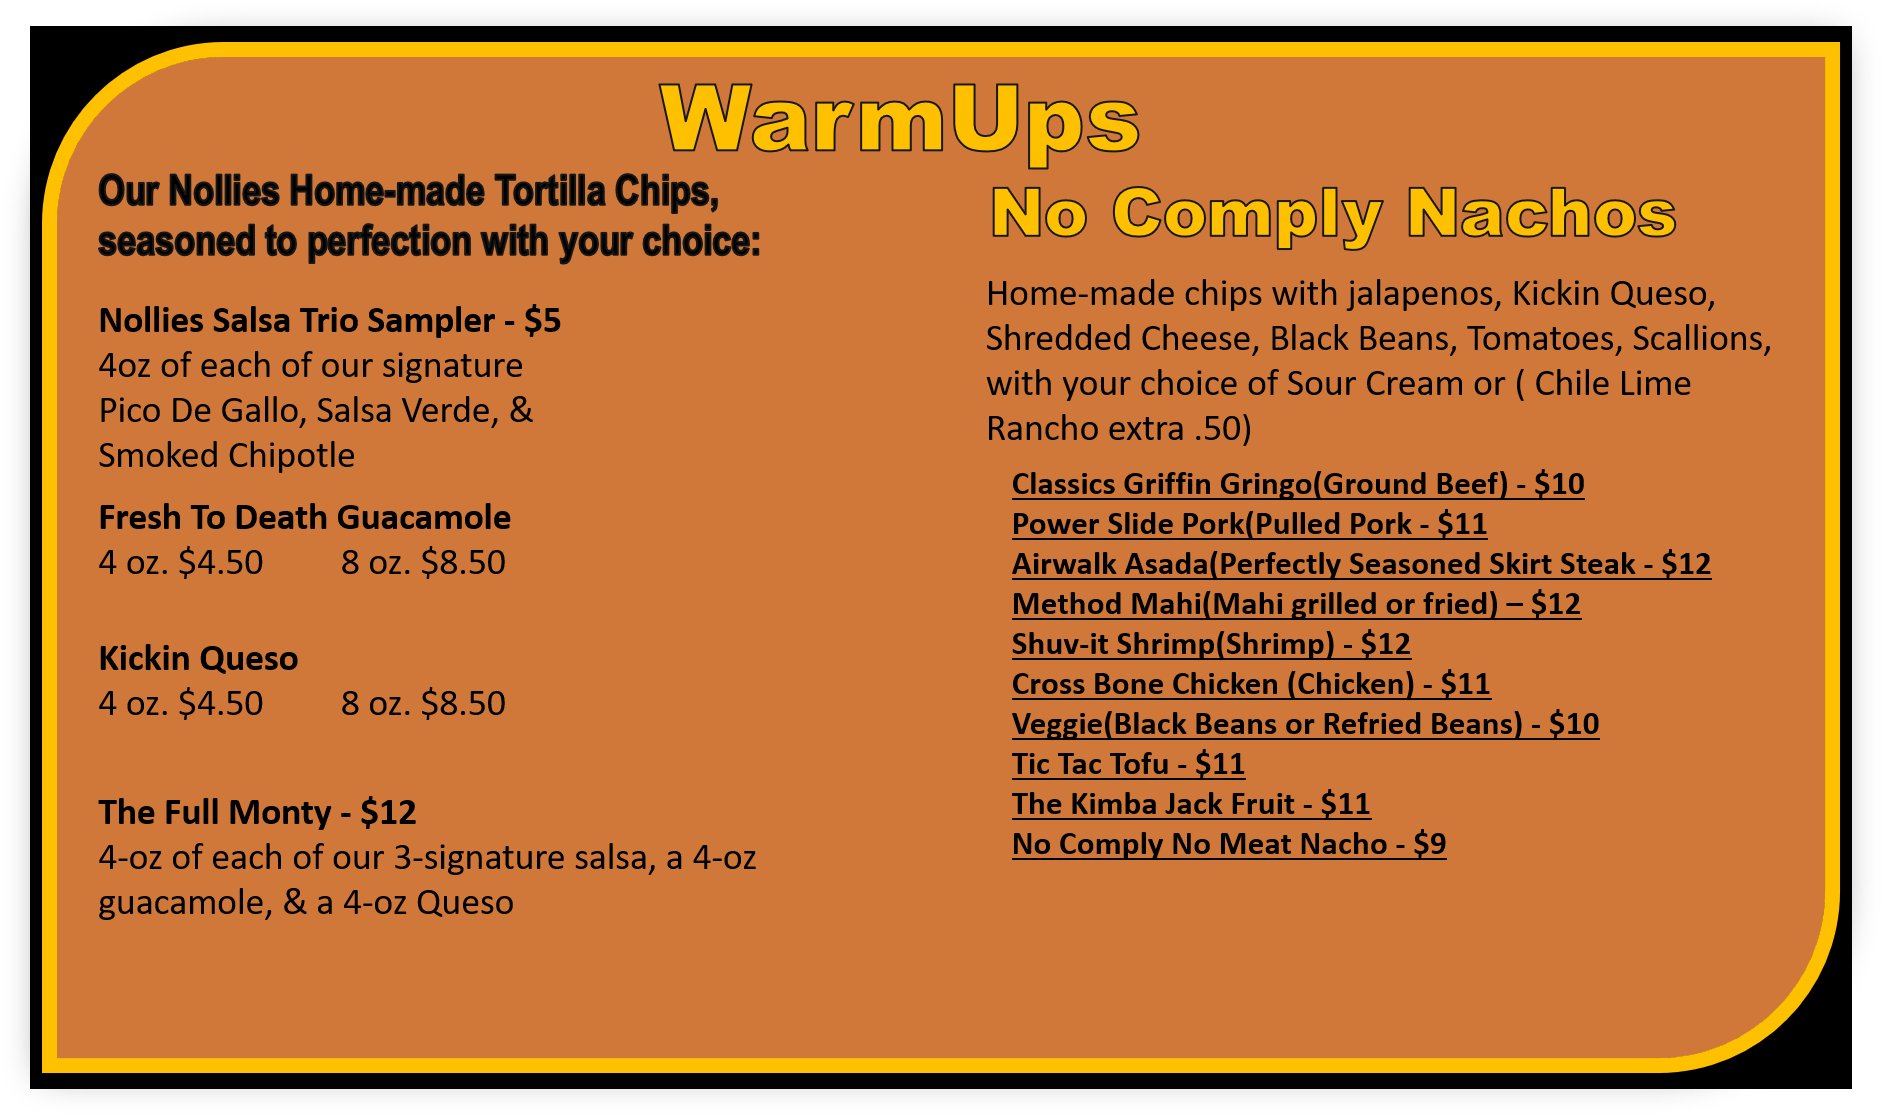 WarmUps
Our Nollies Home-made Tortilla Chips,
seasoned to perfection with your choice:
Nollies Salsa Trio Sampler - $5
4oz of each of our signature
Pico De Gallo, Salsa Verde, &
Smoked Chipotle
Fresh To Death Guacamole
4 oz. $4.50 8 oz. $8.50
Kickin Queso
4 oz. $4.50 8 oz. $8.50
The Full Monty - $12
4-oz of each of our 3-signature salsa, a 4-oz
guacamole, & a 4-oz Queso
No Comply Nachos
Home-made chips with jalapenos, Kickin Queso,
Shredded Cheese, Black Beans, Tomatoes, Scallions,
with your choice of Sour Cream or ( Chile Lime
Rancho extra .50)
Classics Griffin Gringo(Ground Beef) - $10
Power Slide Pork(Pulled Pork - $11
Airwalk Asada(Perfectly Seasoned Skirt Steak - $12
Method Mahi(Mahi grilled or fried) – $12
Shuv-it Shrimp(Shrimp) - $12
Cross Bone Chicken (Chicken) - $11
Veggie(Black Beans or Refried Beans) - $10
Tic Tac Tofu - $11
The Kimba Jack Fruit - $11
No Comply No Meat Nacho - $9